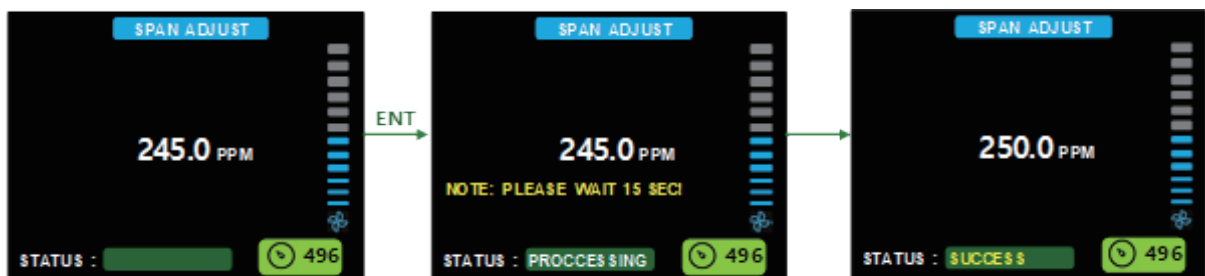 SPAN ADJUST
245.0 PPM
STATUS :
496
ENT
SPAN ADJUST
245.0 PPM
NOTE: PLEASE WAIT 15 SEC!
STATUS : PROCCESSING
496
SPAN ADJUST
250.0 PPM
STATUS : SUCCESS
496